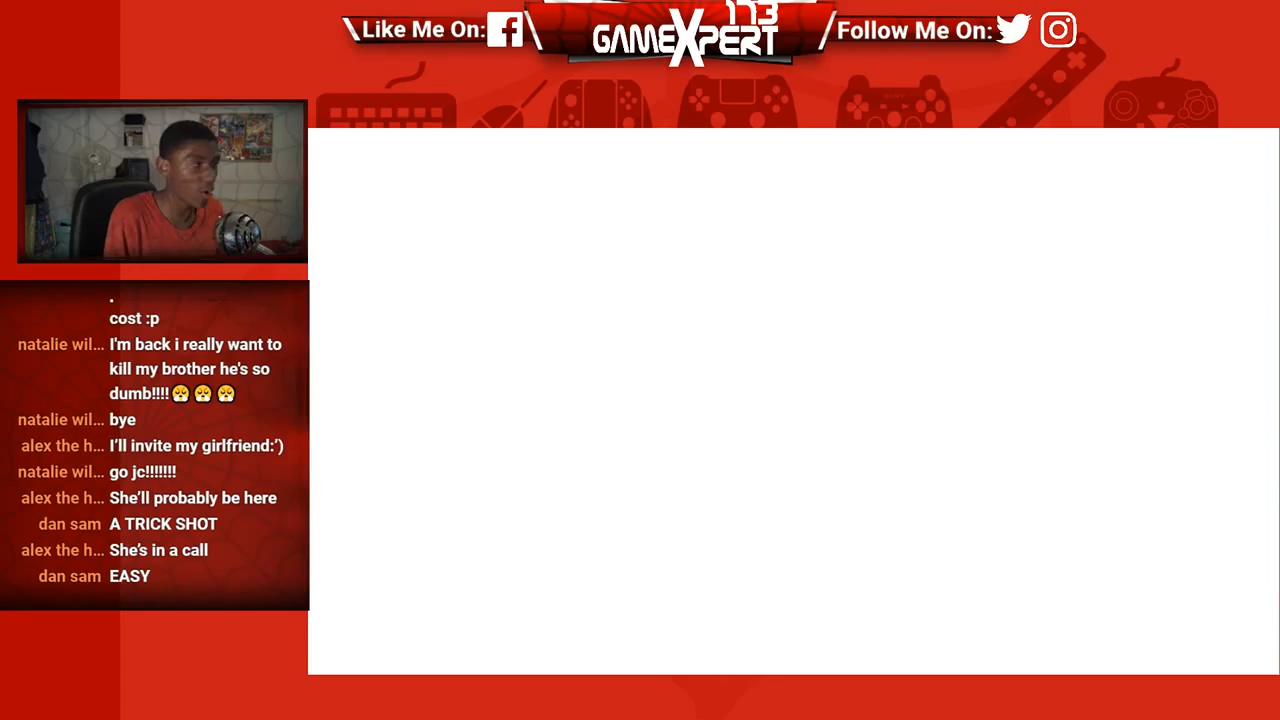 173
Like Me On:
GAMEXPERT
Follow Me On:
.
cost :p
natalie wil... I'm back i really want to
kill my brother he's so
dumb!!!!😤😤😤
natalie wil... bye
alex the h... I’ll invite my girlfriend:’)
natalie wil... go jc!!!!!!!
alex the h... She’ll probably be here
dan sam A TRICK SHOT
alex the h... She’s in a call
dan sam EASY